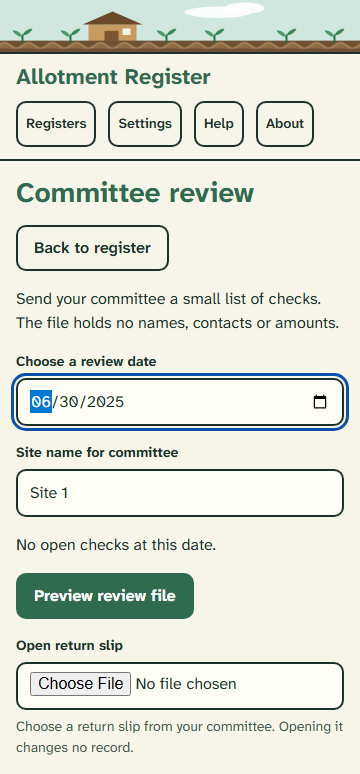 Allotment Register
Registers Settings Help About
Committee review
Back to register
Send your committee a small list of checks.
The file holds no names, contacts or amounts.
Choose a review date
06/30/2025
Site name for committee
Site 1
No open checks at this date.
Preview review file
Open return slip
Choose File No file chosen
Choose a return slip from your committee. Opening it
changes no record.